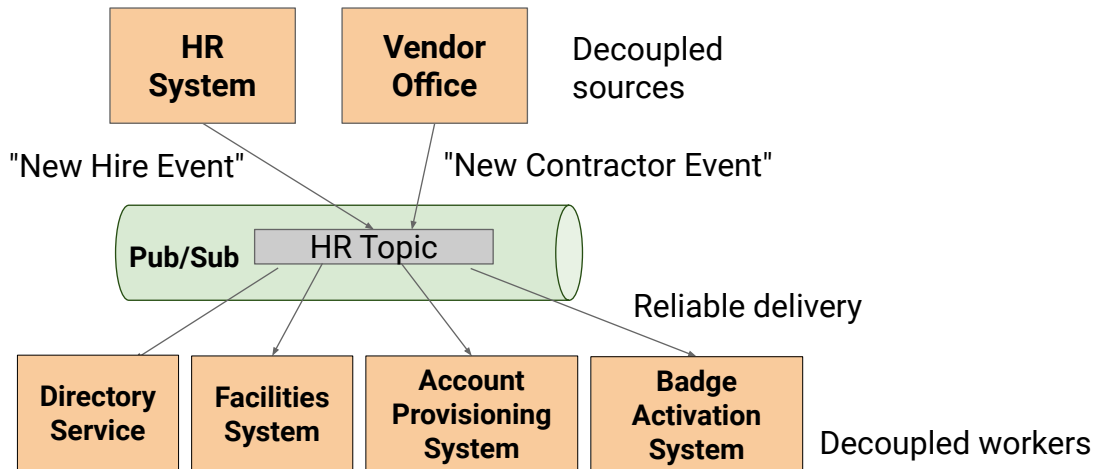 HR
System
Vendor
Office
Decoupled
sources
"New Hire Event"
"New Contractor Event"
Pub/Sub
HR Topic
Reliable delivery
Directory
Service
Facilities
System
Account
Provisioning
System
Badge
Activation
System
Decoupled workers